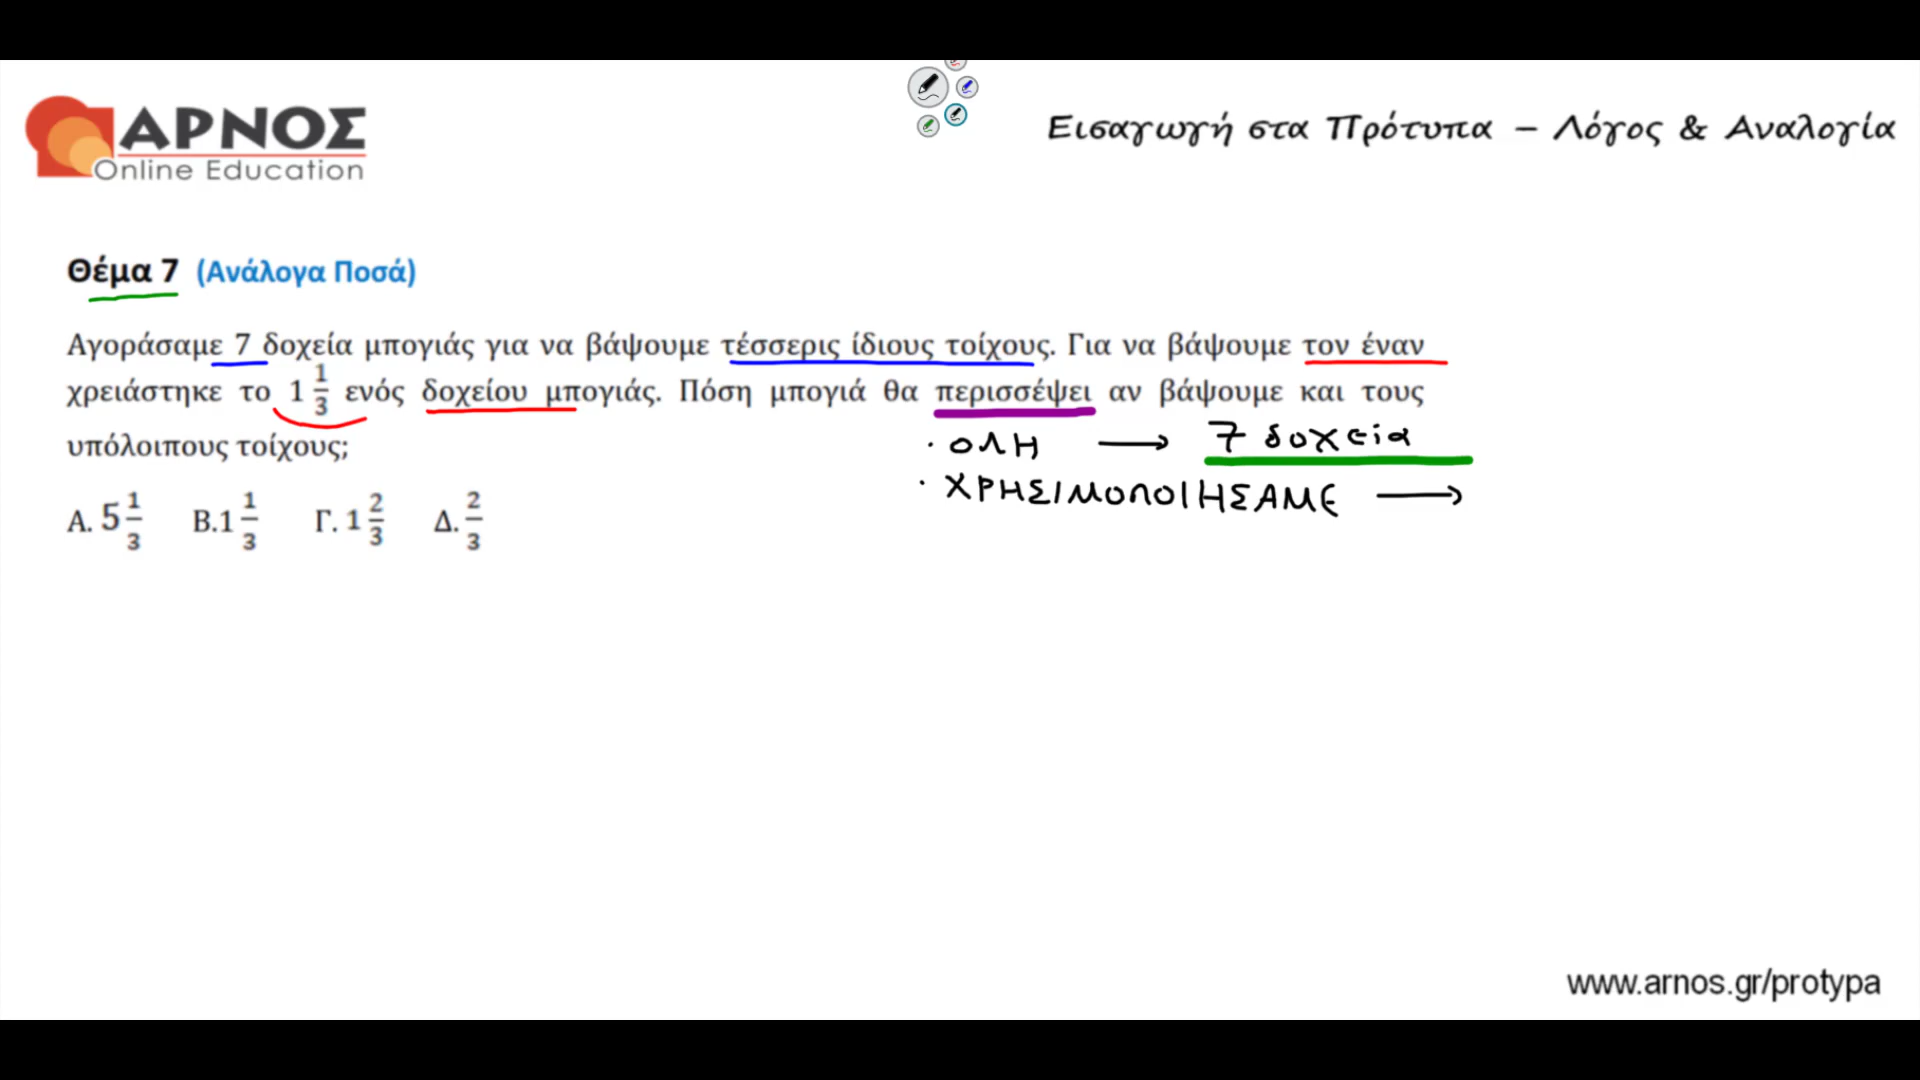 ΑΡΝΟΣ
Online Education
Εισαγωγή στα Πρότυπα – Λόγος & Αναλογία
Θέμα 7 (Ανάλογα Ποσά)
Αγοράσαμε 7 δοχεία μπογιάς για να βάψουμε τέσσερις ίδιους τοίχους. Για να βάψουμε τον έναν
χρειάστηκε το 1 1/3 ενός δοχείου μπογιάς. Πόση μπογιά θα περισσέψει αν βάψουμε και τους
υπόλοιπους τοίχους;
· ΟΛΗ → 7 δοχεία
· ΧΡΗΣΙΜΟΠΟΙΗΣΑΜΕ →
Α. 5 1/3 Β.1 1/3 Γ. 1 2/3 Δ. 2/3
www.arnos.gr/protypa